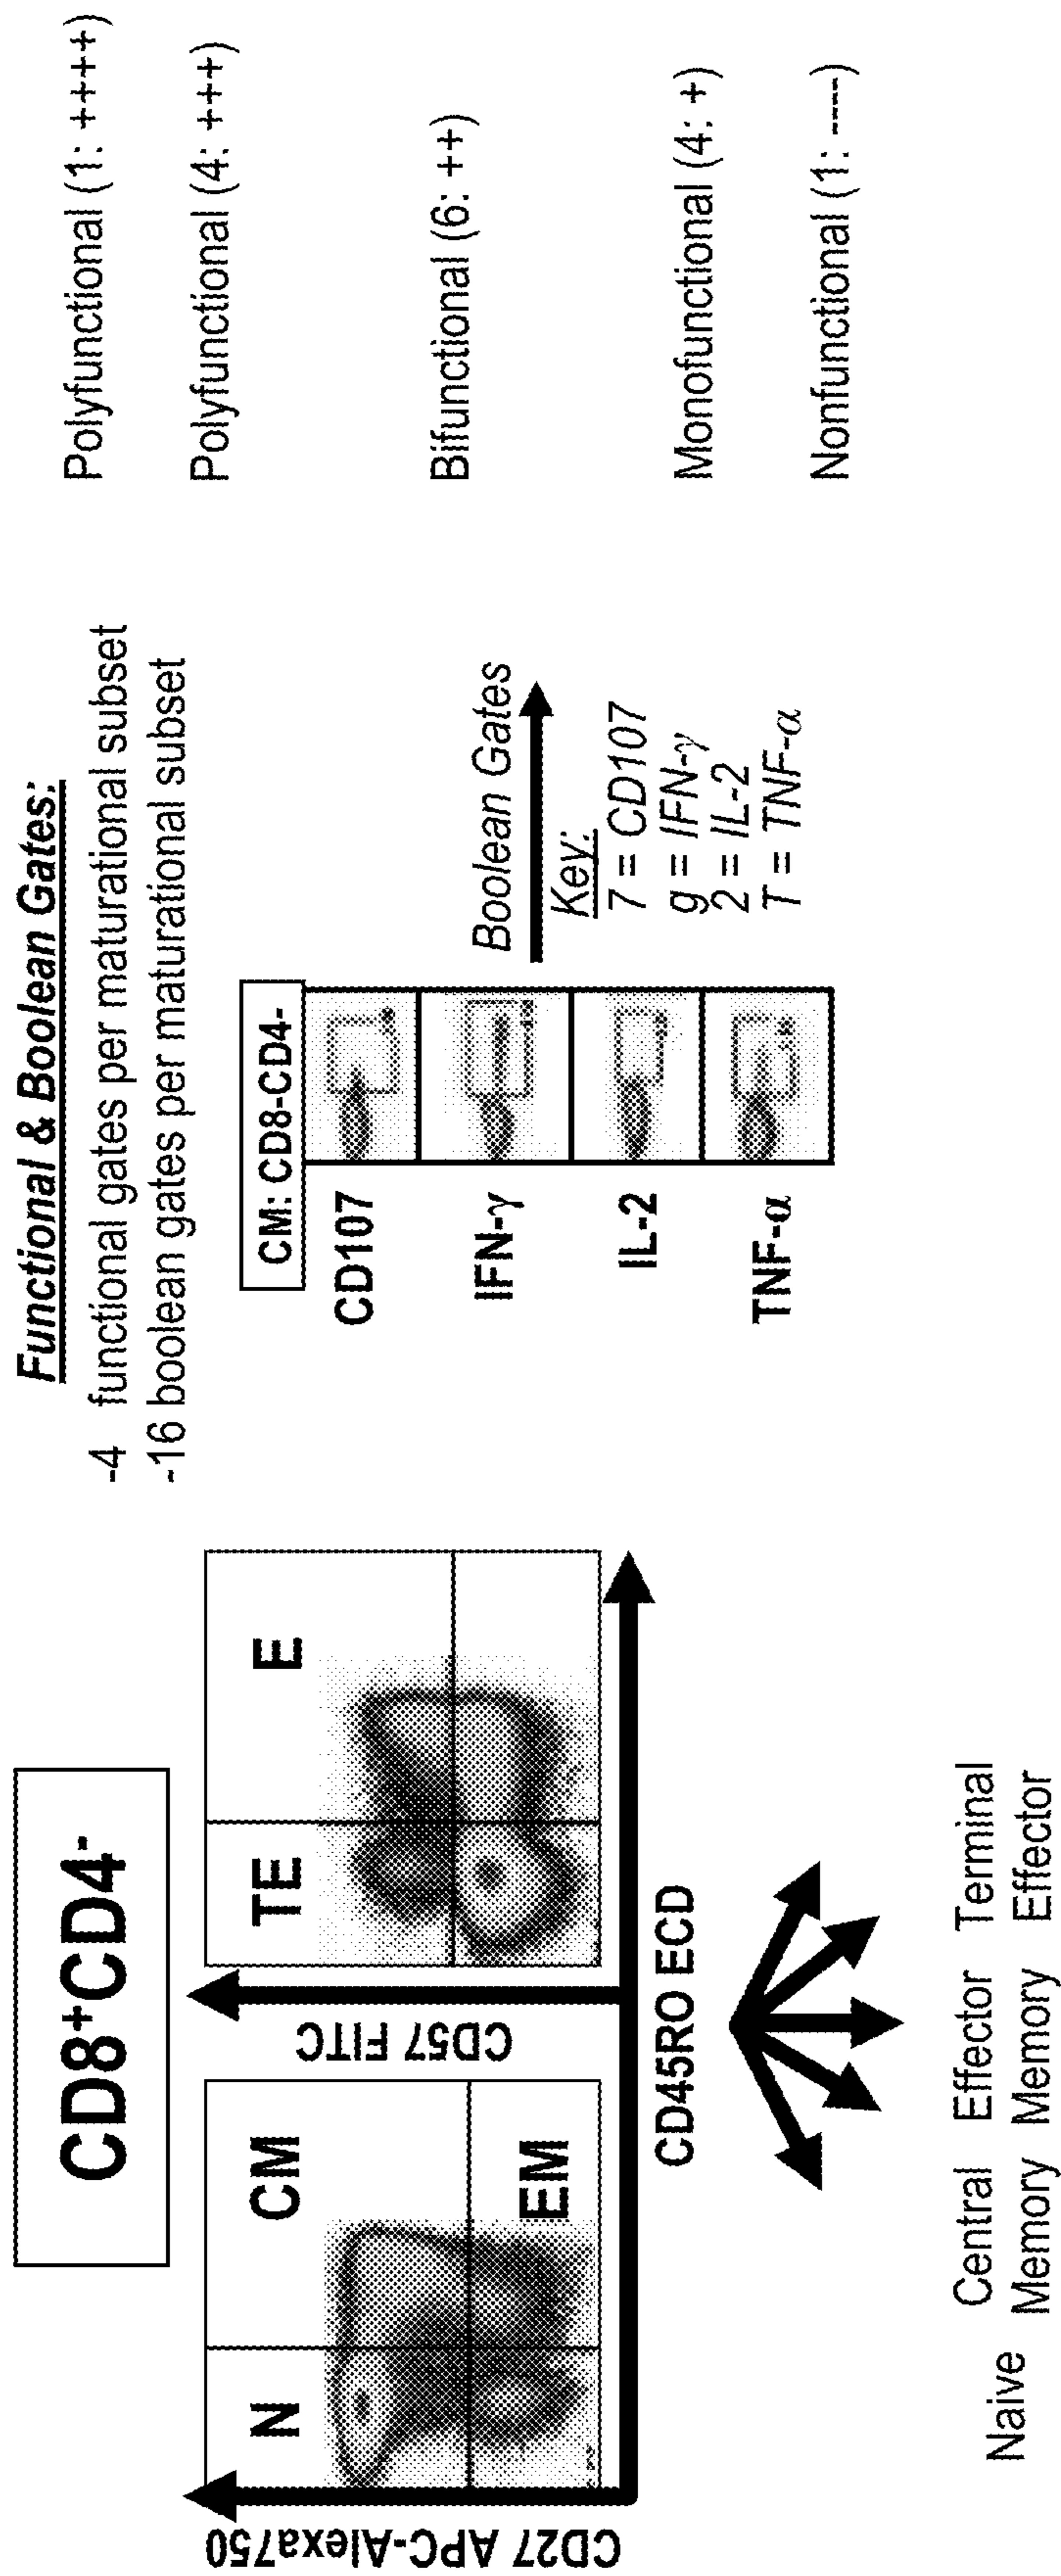 CD8⁺CD4⁻
N
CM
EM
CD27 APC-Alexa750
TE
E
CD57 FITC
CD45RO ECD
Naive
Central
Memory
Effector
Memory
Terminal
Effector
Functional & Boolean Gates:
-4 functional gates per maturational subset
-16 boolean gates per maturational subset
CM: CD8-CD4-
CD107
IFN-γ
IL-2
TNF-α
Boolean Gates
Key:
7 = CD107
g = IFN-γ
2 = IL-2
T = TNF-α
Polyfunctional (1: ++++)
Polyfunctional (4: +++)
Bifunctional (6: ++)
Monofunctional (4: +)
Nonfunctional (1: ----)